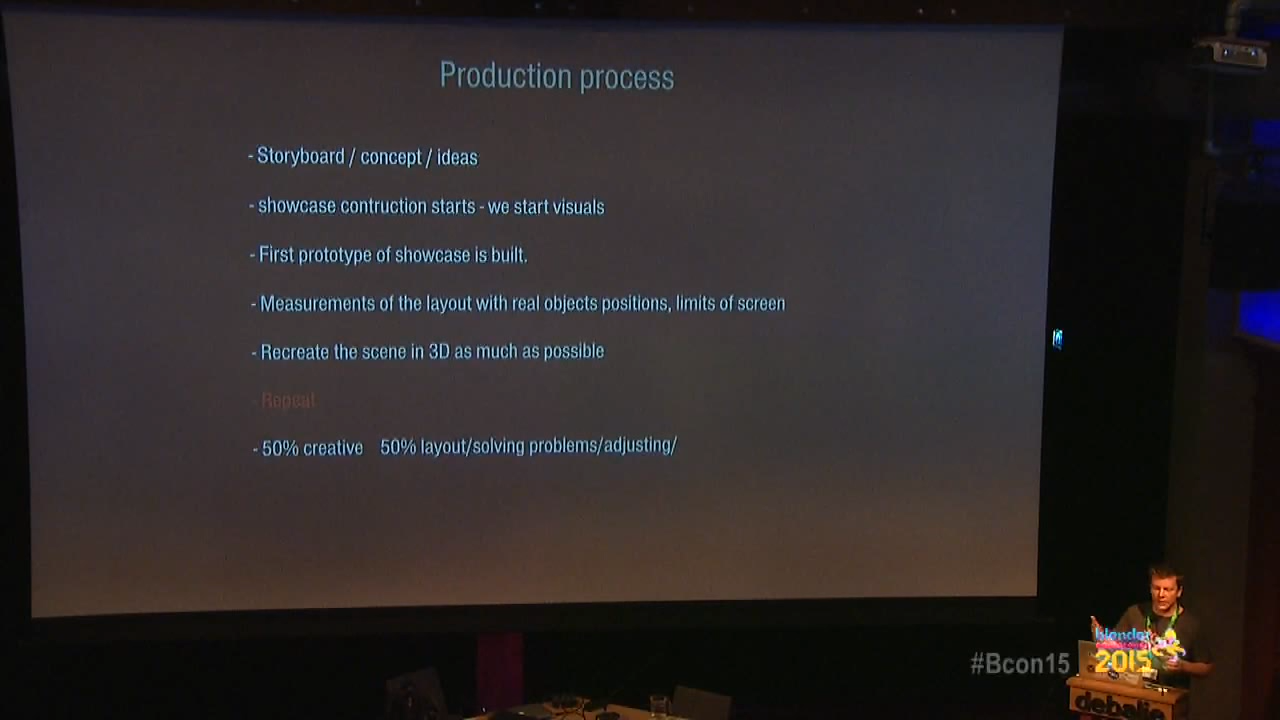 Production process
- Storyboard / concept / ideas
- showcase contruction starts - we start visuals
- First prototype of showcase is built.
- Measurements of the layout with real objects positions, limits of screen
- Recreate the scene in 3D as much as possible
- Repeat
- 50% creative 50% layout/solving problems/adjusting/
#Bcon15
blender
2015
debalie